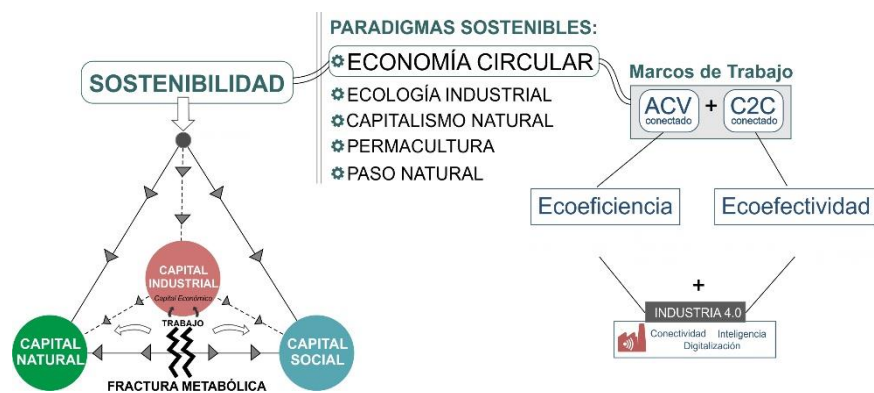 PARADIGMAS SOSTENIBLES:
SOSTENIBILIDAD
ECONOMÍA CIRCULAR
ECOLOGÍA INDUSTRIAL
CAPITALISMO NATURAL
PERMACULTURA
PASO NATURAL
Marcos de Trabajo
ACV + C2C
conectado conectado
Ecoeficiencia
Ecoefectividad
+
INDUSTRIA 4.0
Conectividad Inteligencia
Digitalización
CAPITAL
INDUSTRIAL
Capital Económico
TRABAJO
CAPITAL
NATURAL
CAPITAL
SOCIAL
FRACTURA METABÓLICA